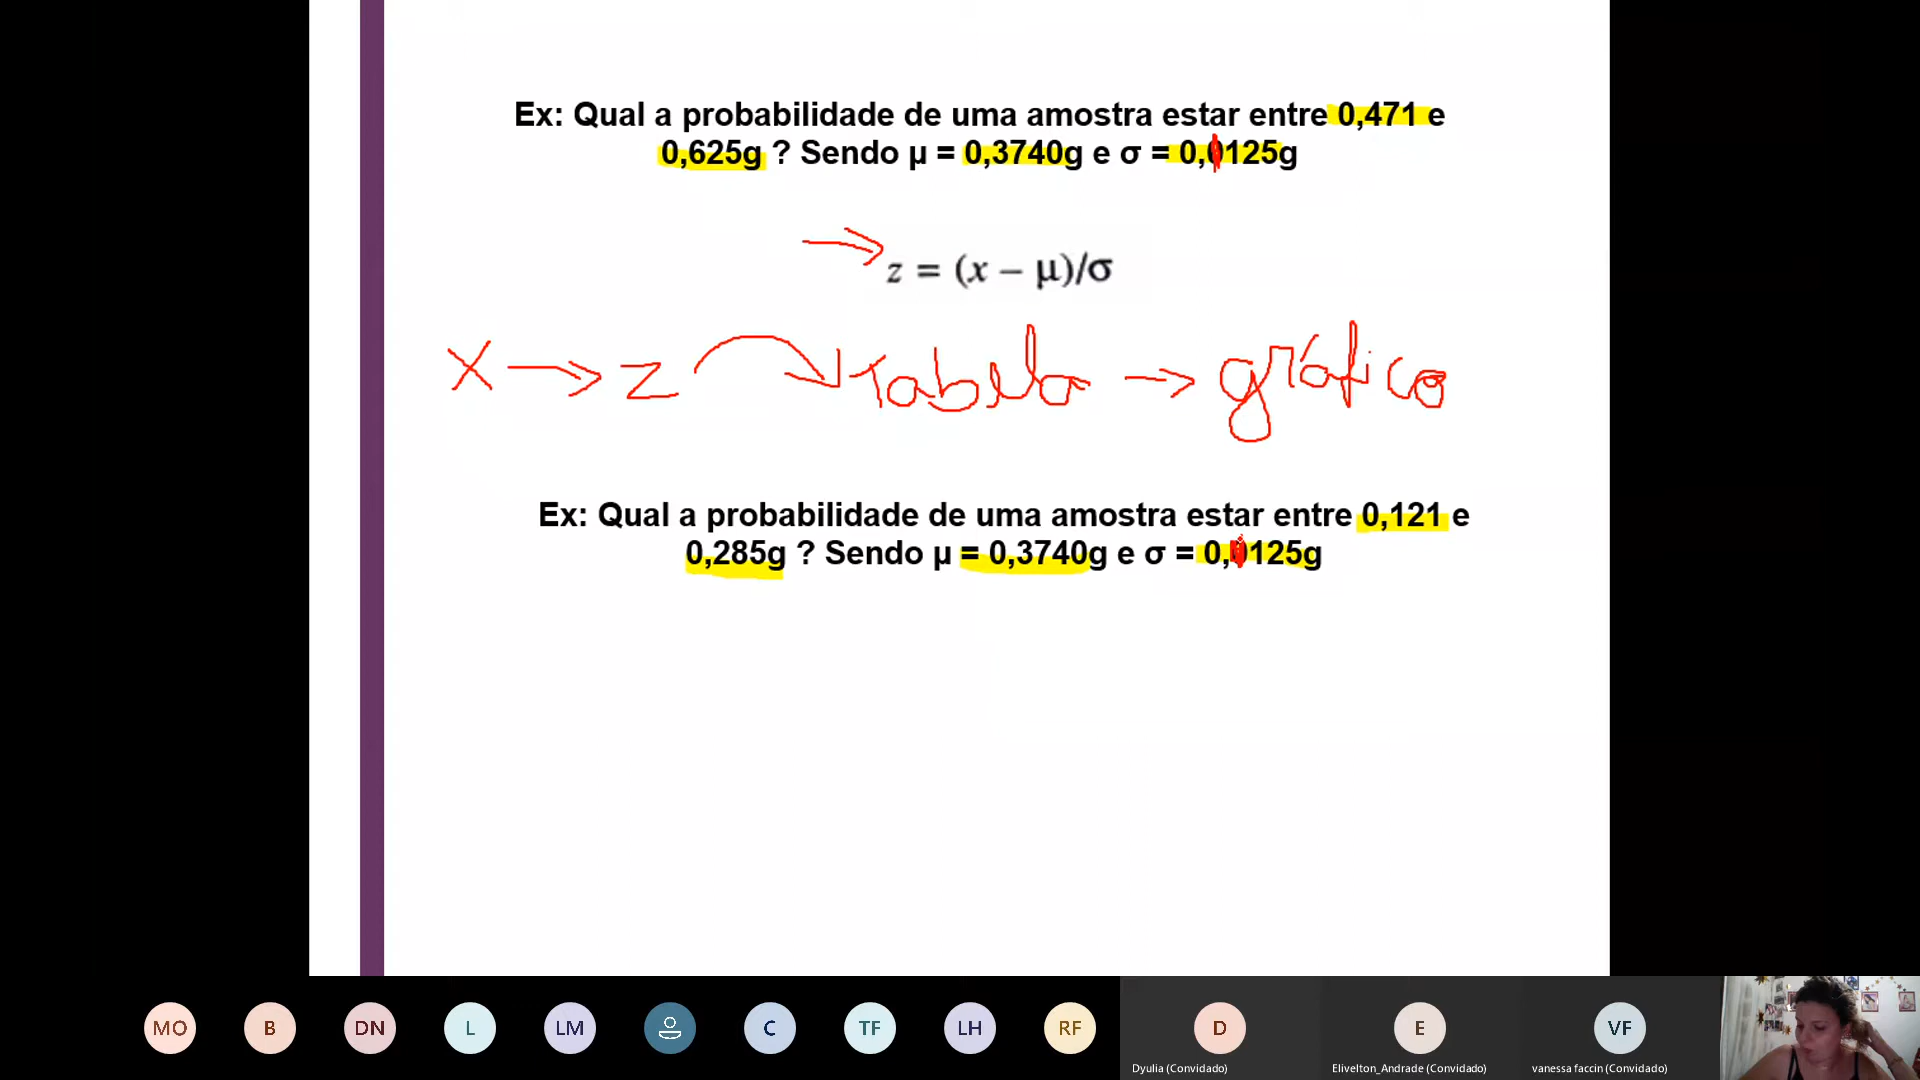 Ex: Qual a probabilidade de uma amostra estar entre 0,471 e
0,625g ? Sendo μ = 0,3740g e σ = 0,0125g
z = (x – μ)/σ
X → Z → Tabela → gráfico
Ex: Qual a probabilidade de uma amostra estar entre 0,121 e
0,285g ? Sendo μ = 0,3740g e σ = 0,0125g
MO B DN L LM C TF LH RF D E VF
Dyulia (Convidado) Elivelton_Andrade (Convidado) vanessa faccin (Convidado)